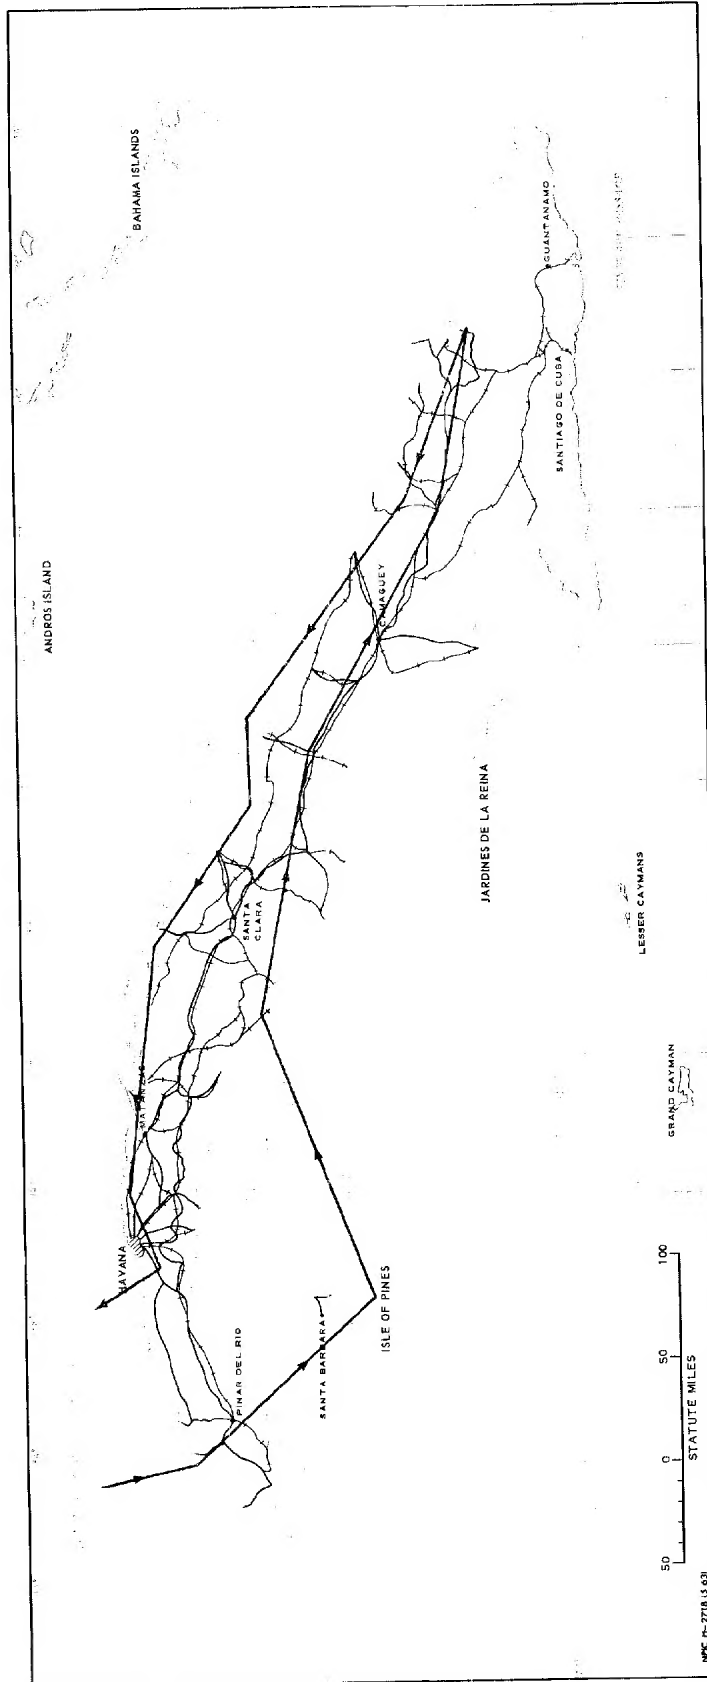 BAHAMA ISLANDS
ANDROS ISLAND
HAVANA
MATANZAS
SANTA
CLARA
CAMAGUEY
GUANTANAMO
SANTIAGO DE CUBA
PINAR DEL RIO
SANTA BARBARA
ISLE OF PINES
JARDINES DE LA REINA
LESSER CAYMANS
GRAND CAYMAN
50 0 50 100
STATUTE MILES